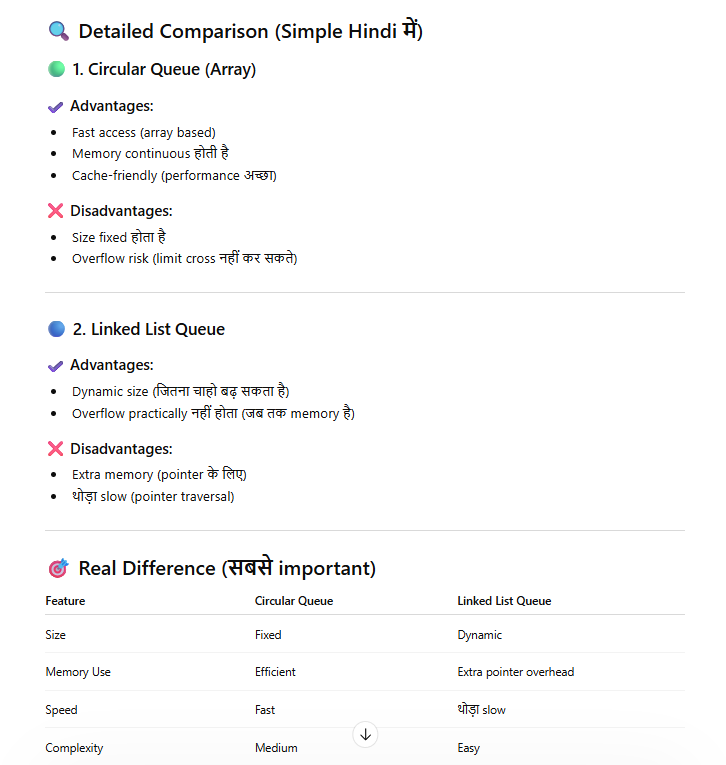 🔍 Detailed Comparison (Simple Hindi में)
🟢 1. Circular Queue (Array)
✔ Advantages:
• Fast access (array based)
• Memory continuous होती है
• Cache-friendly (performance अच्छा)
❌ Disadvantages:
• Size fixed होता है
• Overflow risk (limit cross नहीं कर सकते)
🔵 2. Linked List Queue
✔ Advantages:
• Dynamic size (जितना चाहो बढ़ सकता है)
• Overflow practically नहीं होता (जब तक memory है)
❌ Disadvantages:
• Extra memory (pointer के लिए)
• थोड़ा slow (pointer traversal)
🎯 Real Difference (सबसे important)
Feature Circular Queue Linked List Queue
Size Fixed Dynamic
Memory Use Efficient Extra pointer overhead
Speed Fast थोड़ा slow
Complexity Medium Easy